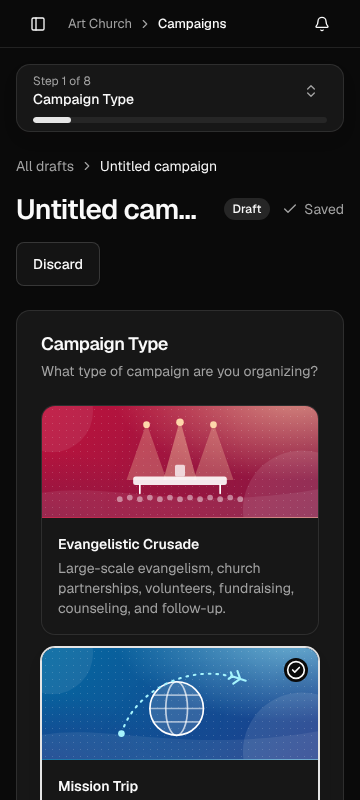 Art Church > Campaigns
Step 1 of 8
Campaign Type
All drafts > Untitled campaign
Untitled cam...
Draft
Saved
Discard
Campaign Type
What type of campaign are you organizing?
Evangelistic Crusade
Large-scale evangelism, church
partnerships, volunteers, fundraising,
counseling, and follow-up.
Mission Trip